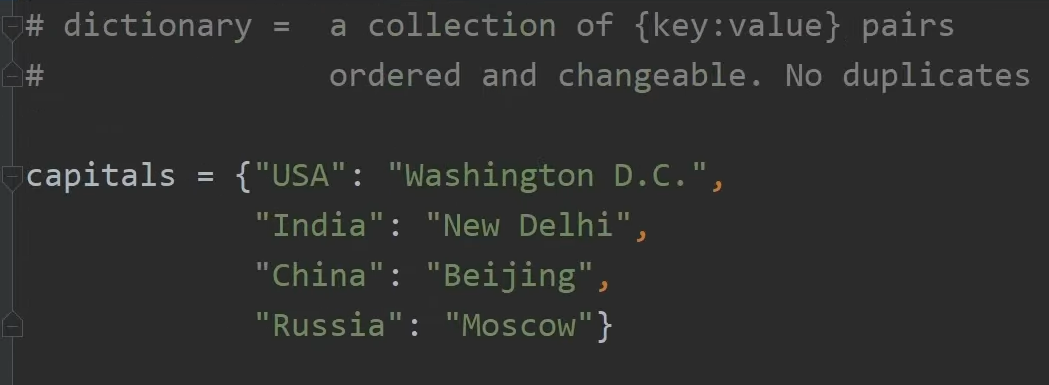 # dictionary =  a collection of {key:value} pairs
#               ordered and changeable. No duplicates
capitals = {"USA": "Washington D.C.",
            "India": "New Delhi",
            "China": "Beijing",
            "Russia": "Moscow"}